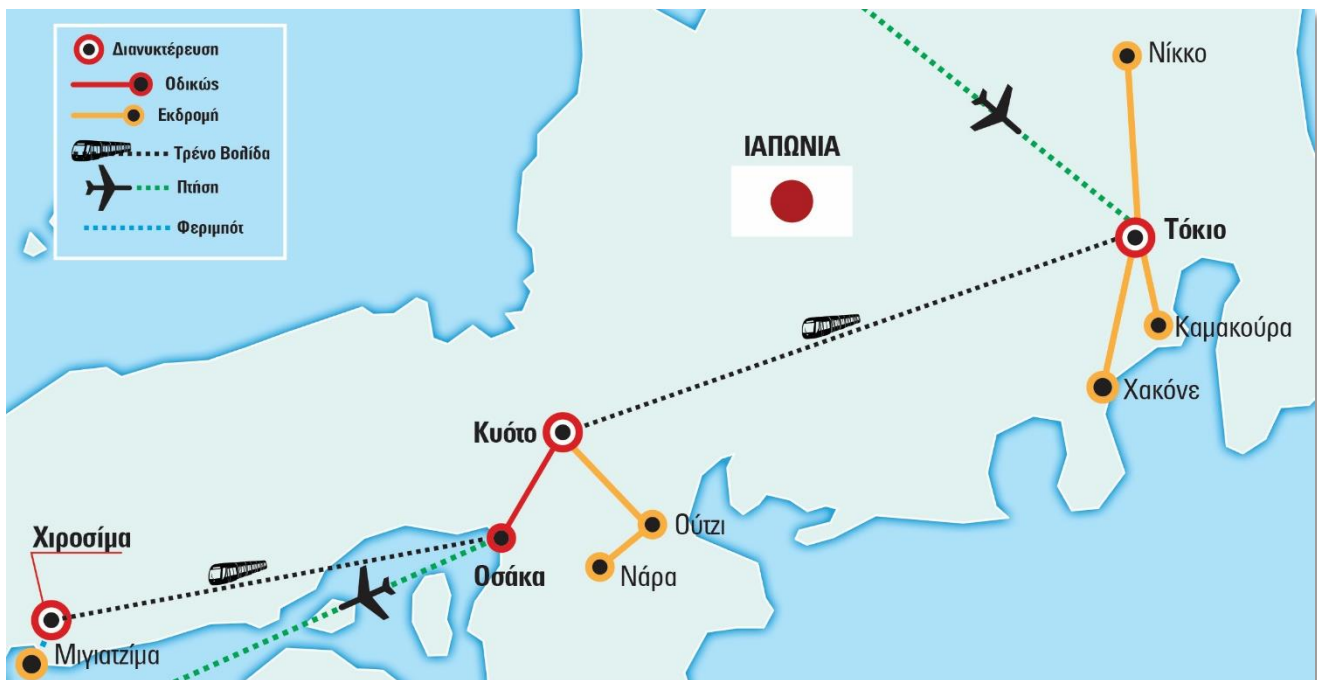 Διανυκτέρευση
Οδικώς
Εκδρομή
Τρένο Βολίδα
Πτήση
Φεριμπότ
ΙΑΠΩΝΙΑ
Νίκκο
Τόκιο
Καμακούρα
Χακόνε
Κυότο
Ούτζι
Νάρα
Οσάκα
Χιροσίμα
Μιγιατζίμα